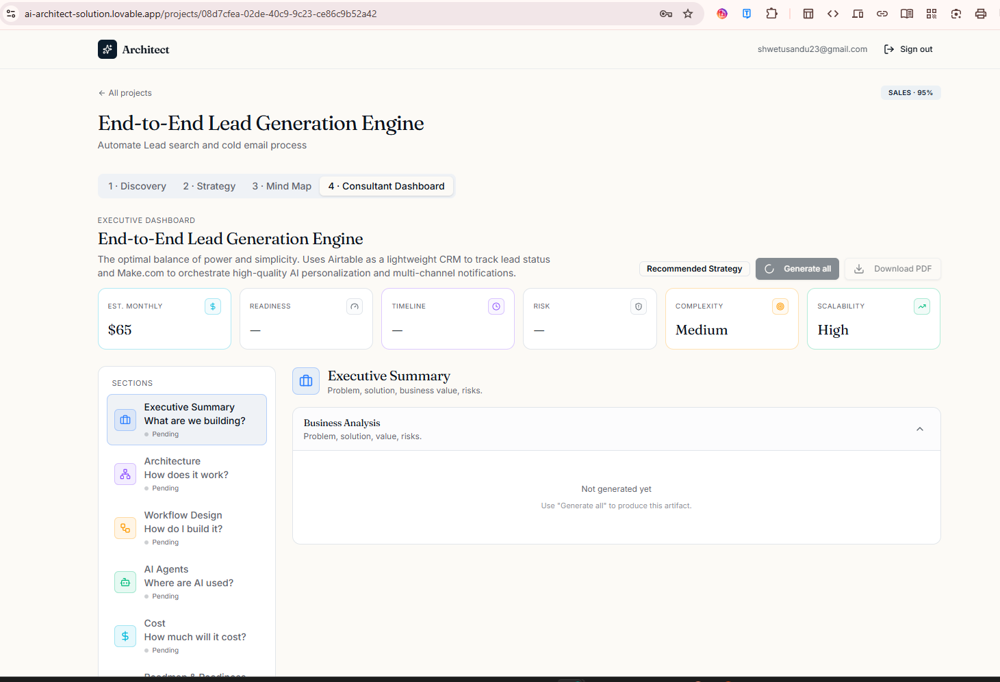 ai-architect-solution.lovable.app/projects/08d7cfea-02de-40c9-9c23-ce86c9b52a42
Architect
shwetusandu23@gmail.com
Sign out
← All projects
SALES · 95%
End-to-End Lead Generation Engine
Automate Lead search and cold email process
1 · Discovery
2 · Strategy
3 · Mind Map
4 · Consultant Dashboard
EXECUTIVE DASHBOARD
End-to-End Lead Generation Engine
The optimal balance of power and simplicity. Uses Airtable as a lightweight CRM to track lead status
and Make.com to orchestrate high-quality AI personalization and multi-channel notifications.
Recommended Strategy
Generate all
Download PDF
EST. MONTHLY
$65
READINESS
—
TIMELINE
—
RISK
—
COMPLEXITY
Medium
SCALABILITY
High
SECTIONS
Executive Summary
What are we building?
Pending
Architecture
How does it work?
Pending
Workflow Design
How do I build it?
Pending
AI Agents
Where are AI used?
Pending
Cost
How much will it cost?
Pending
Roadmap & Readiness
Executive Summary
Problem, solution, business value, risks.
Business Analysis
Problem, solution, value, risks.
Not generated yet
Use "Generate all" to produce this artifact.